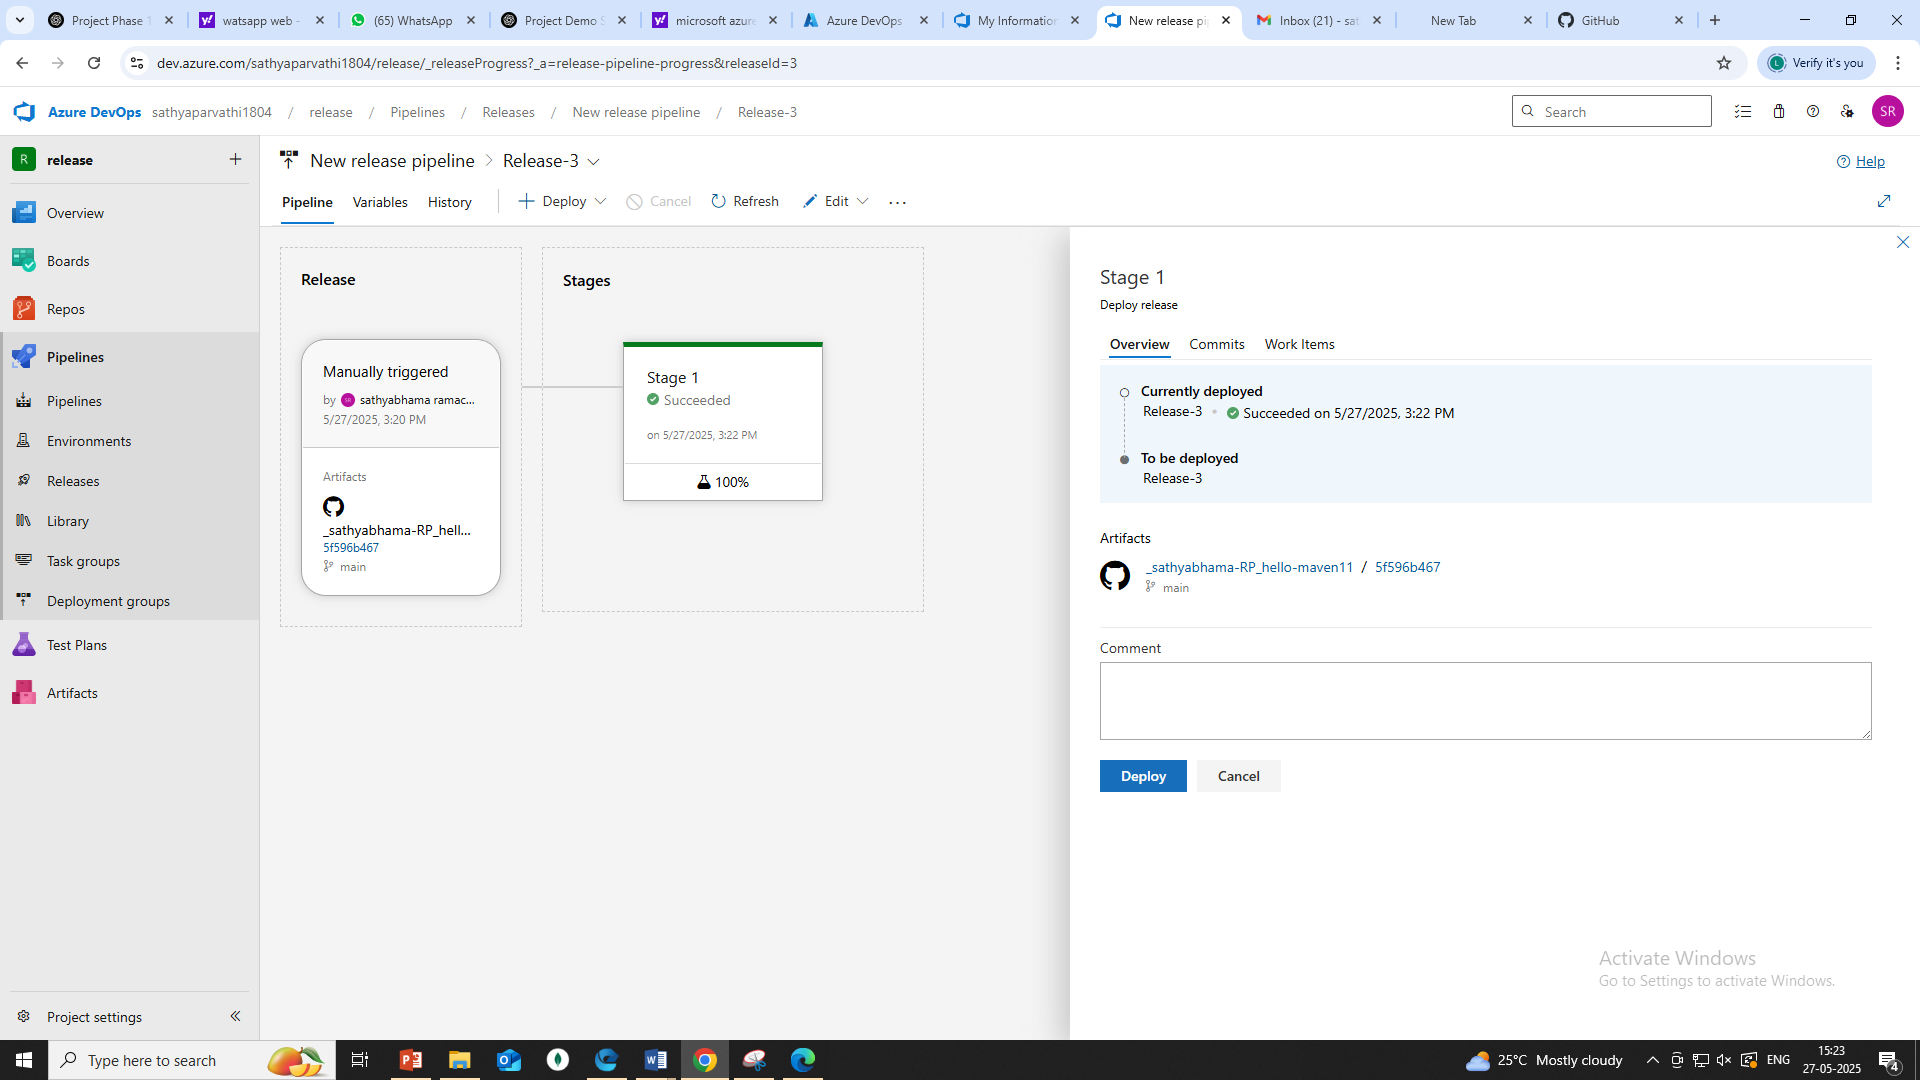 Project Phase 1
watsapp web -
(65) WhatsApp
Project Demo S
microsoft azure
Azure DevOps
My Information
New release pi
Inbox (21) - sat
New Tab
GitHub
dev.azure.com/sathyaparvathi1804/release/_releaseProgress?_a=release-pipeline-progress&releaseId=3
L
Verify it's you
Azure DevOps sathyaparvathi1804 / release / Pipelines / Releases / New release pipeline / Release-3
Search
SR
R release
New release pipeline > Release-3
Help
Pipeline Variables History Deploy Cancel Refresh Edit ...
Overview
Boards
Repos
Pipelines
Pipelines
Environments
Releases
Library
Task groups
Deployment groups
Test Plans
Artifacts
Project settings
Release
Manually triggered
by SR sathyabhama ramac...
5/27/2025, 3:20 PM
Artifacts
_sathyabhama-RP_hell...
5f596b467
main
Stages
Stage 1
Succeeded
on 5/27/2025, 3:22 PM
100%
Stage 1
Deploy release
Overview Commits Work Items
Currently deployed
Release-3 • Succeeded on 5/27/2025, 3:22 PM
To be deployed
Release-3
Artifacts
_sathyabhama-RP_hello-maven11 / 5f596b467
main
Comment
Deploy Cancel
Activate Windows
Go to Settings to activate Windows.
Type here to search
25°C Mostly cloudy
ENG
15:23
27-05-2025
4